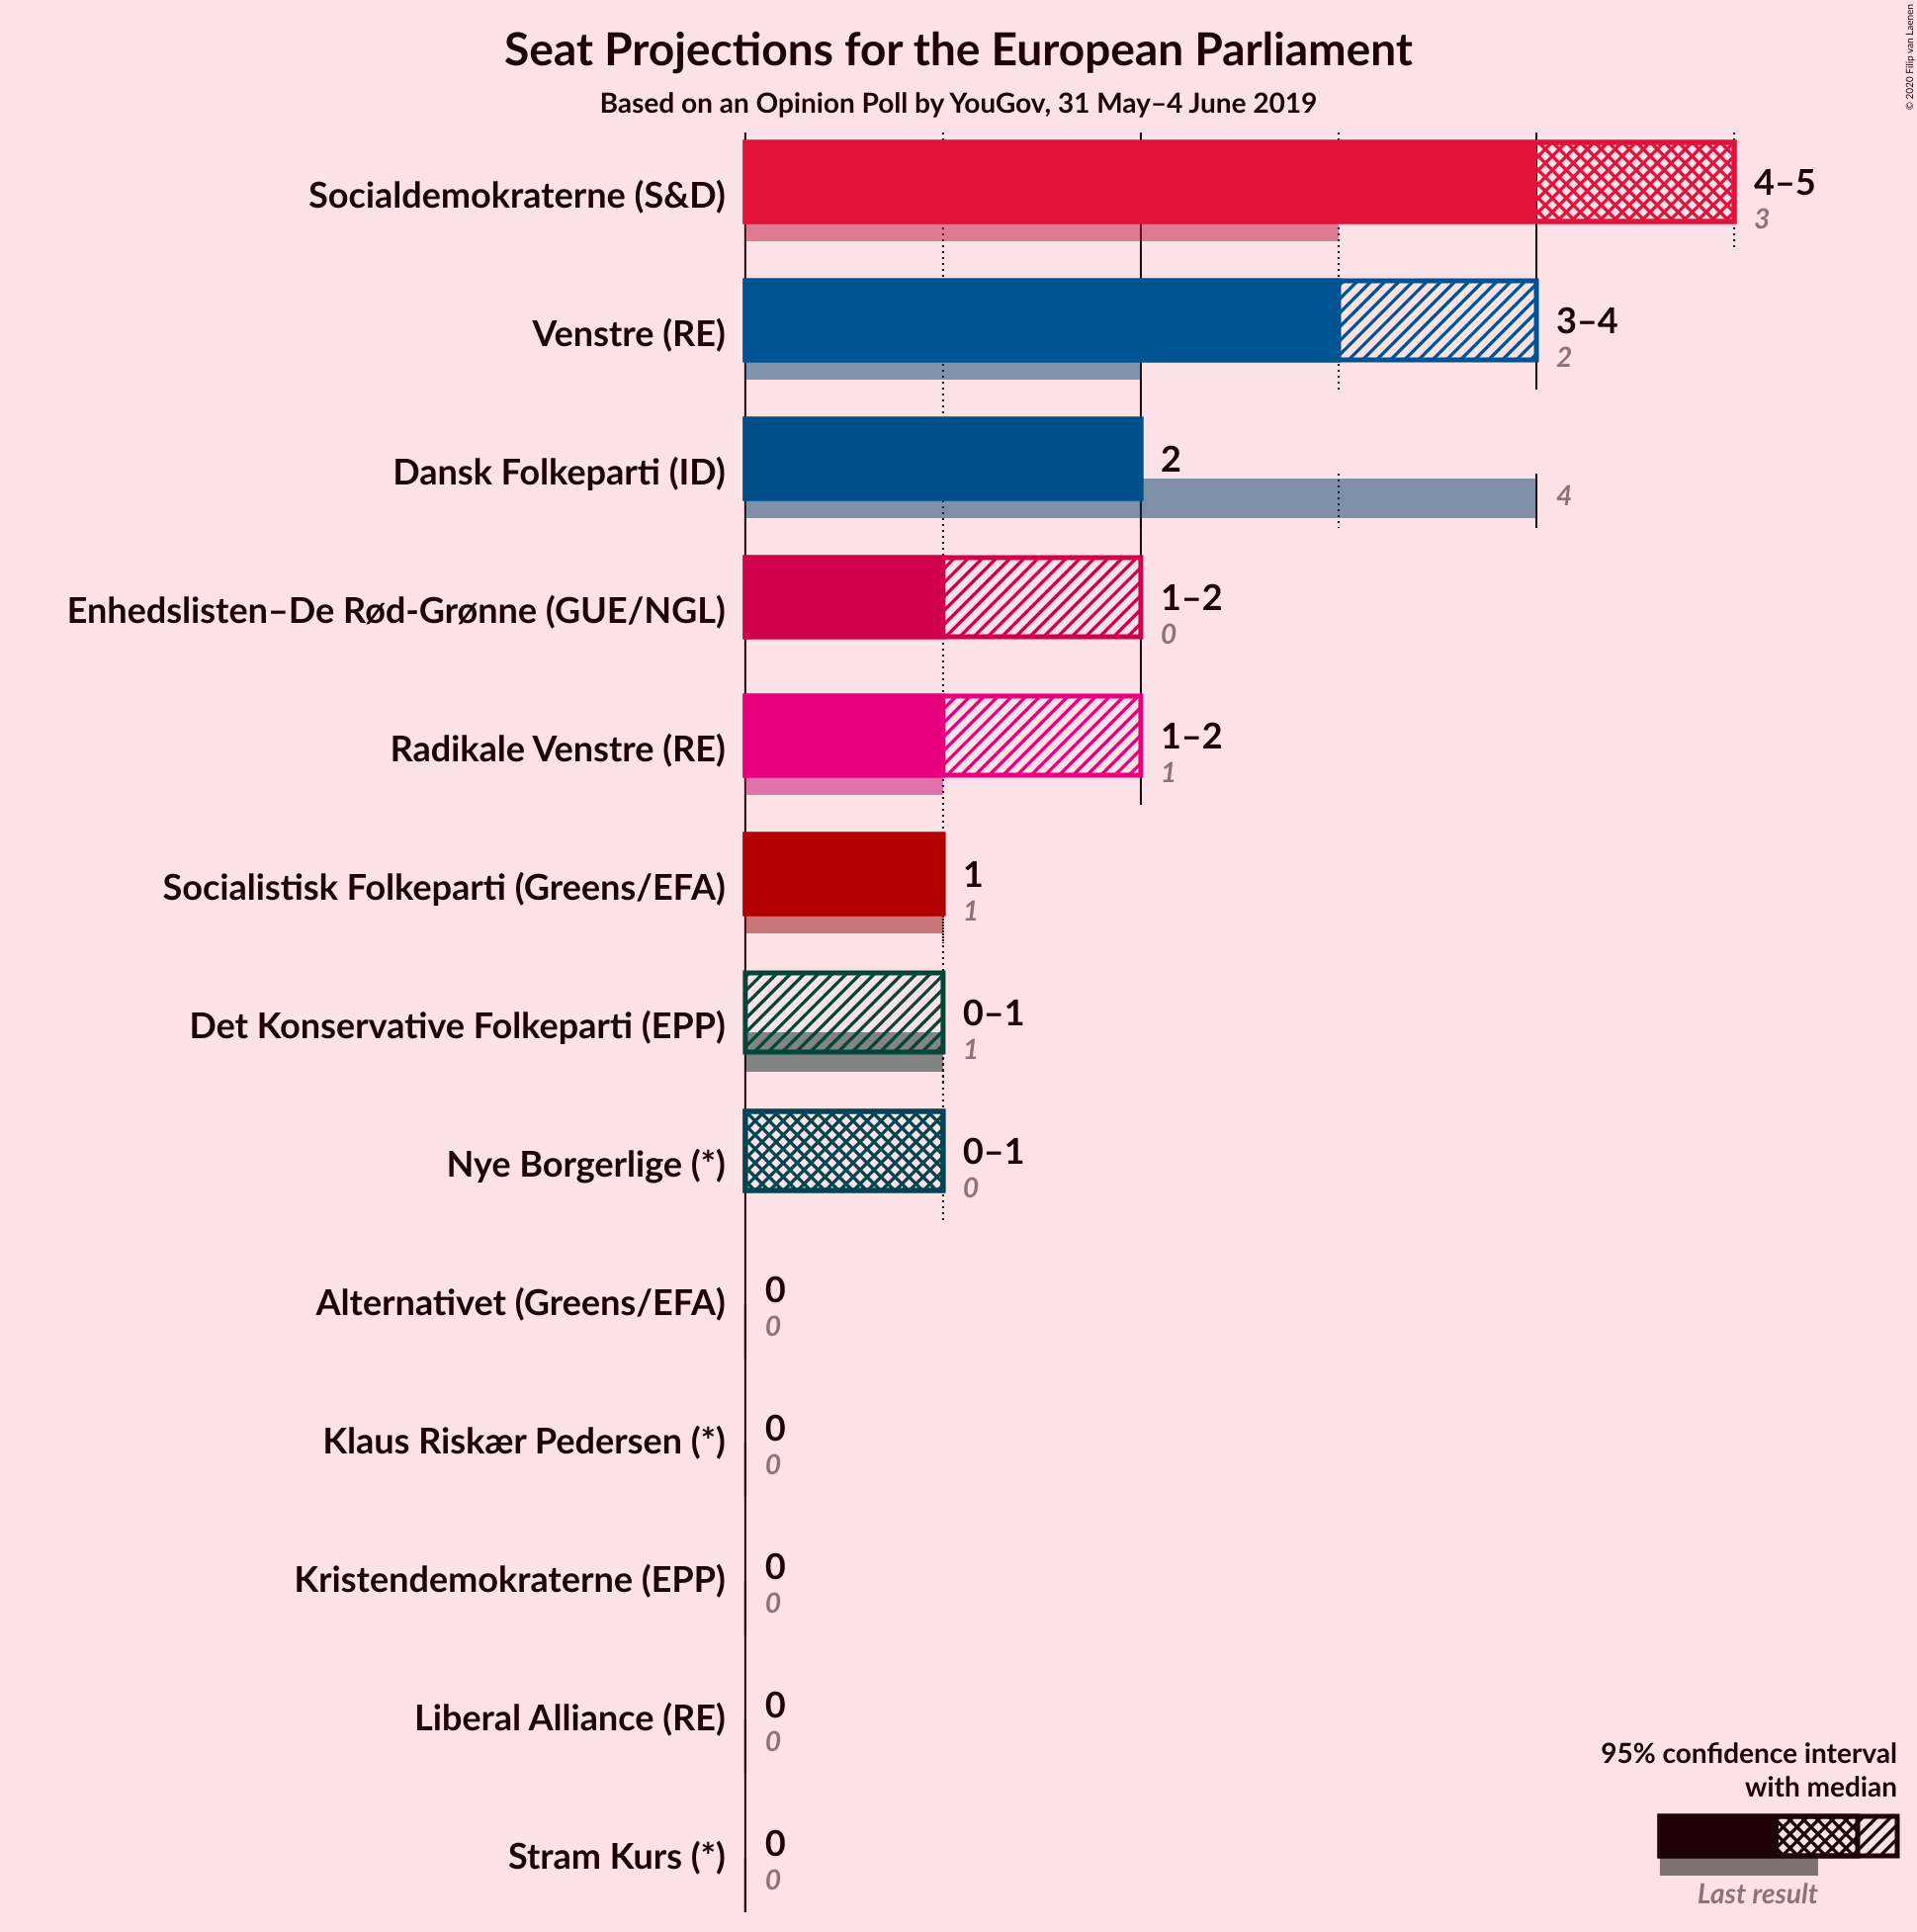 Seat Projections for the European Parliament
Based on an Opinion Poll by YouGov, 31 May–4 June 2019
© 2020 Filip van Laenen
Socialdemokraterne (S&D)
4–5
3
Venstre (RE)
3–4
2
Dansk Folkeparti (ID)
2
4
Enhedslisten–De Rød-Grønne (GUE/NGL)
1–2
0
Radikale Venstre (RE)
1–2
1
Socialistisk Folkeparti (Greens/EFA)
1
1
Det Konservative Folkeparti (EPP)
0–1
1
Nye Borgerlige (*)
0–1
0
Alternativet (Greens/EFA)
0
0
Klaus Riskær Pedersen (*)
0
0
Kristendemokraterne (EPP)
0
0
Liberal Alliance (RE)
0
0
Stram Kurs (*)
0
0
95% confidence interval
with median
Last result